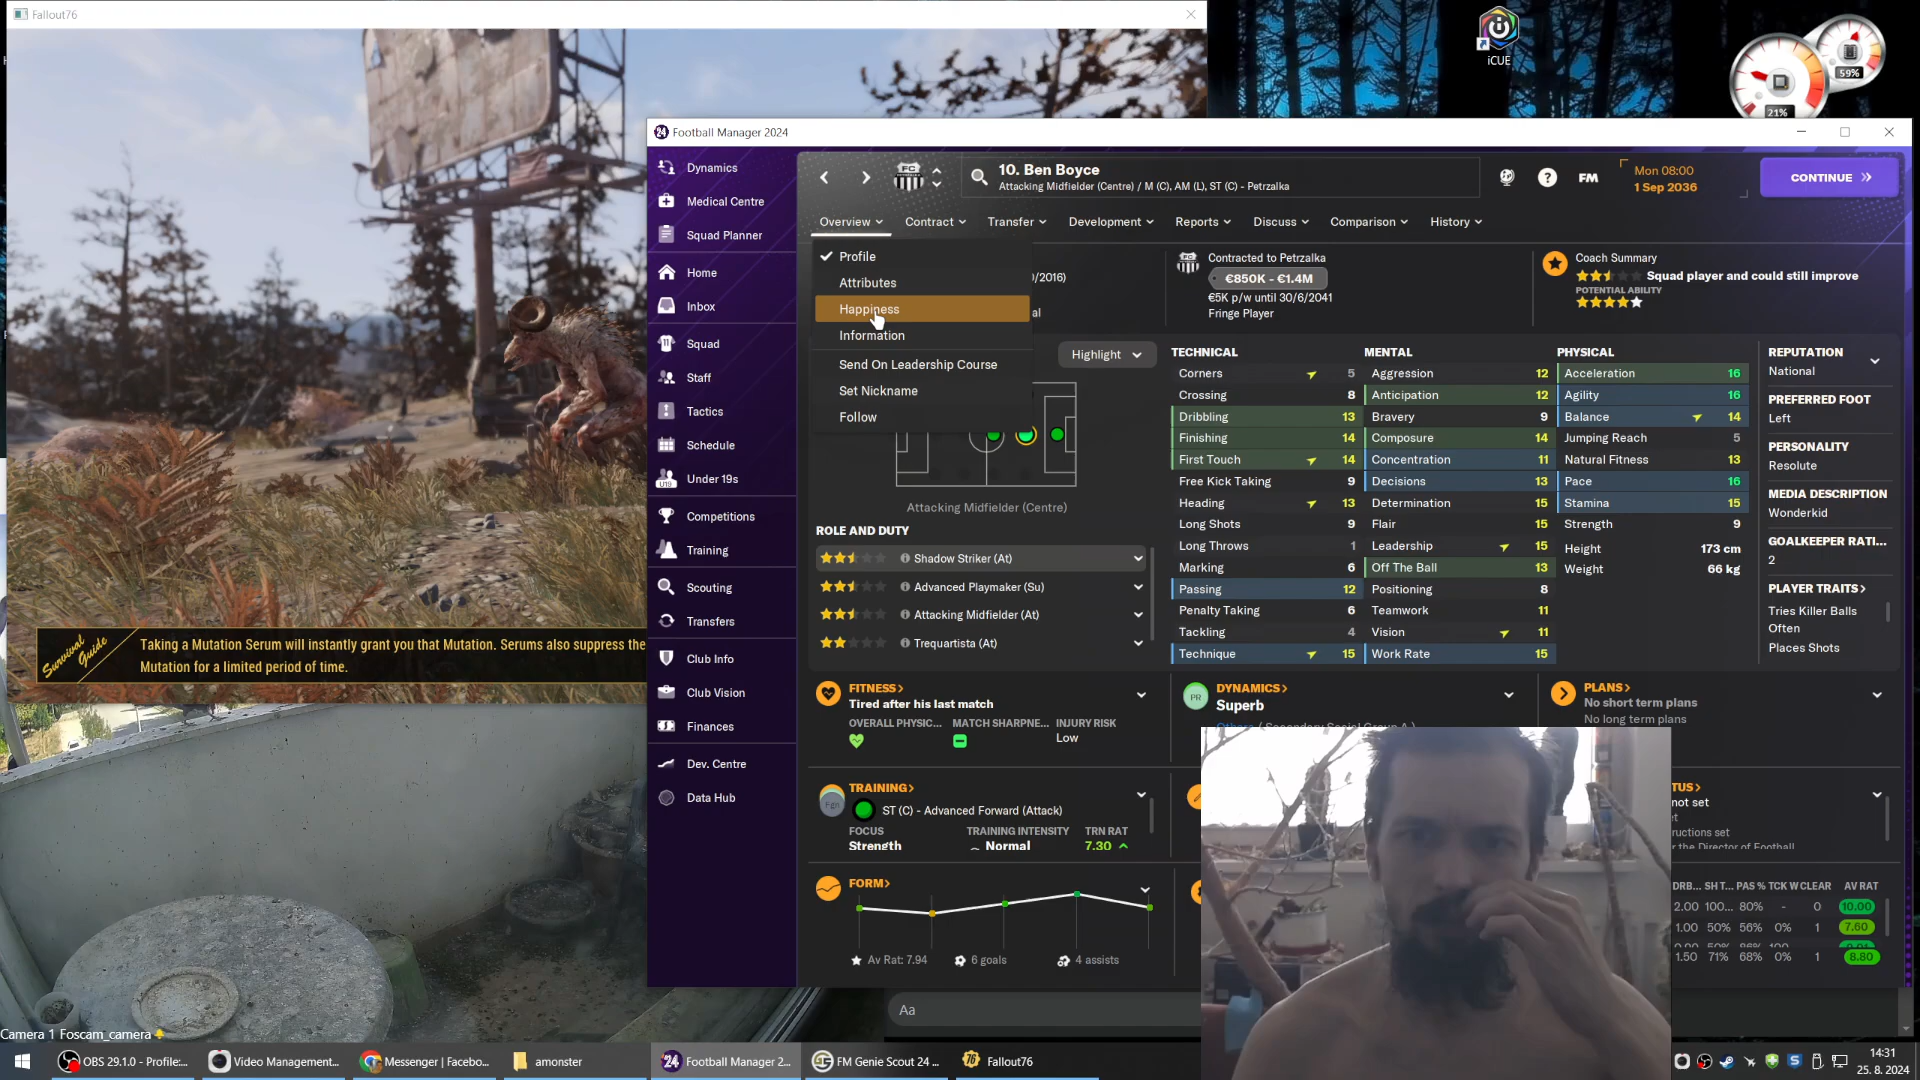 Fallout76
iCUE
59%
21%
Football Manager 2024
Dynamics
Medical Centre
Squad Planner
Home
Inbox
Squad
Staff
Tactics
Schedule
Under 19s
Competitions
Training
Scouting
Transfers
Club Info
Club Vision
Finances
Dev. Centre
Data Hub
10. Ben Boyce
Attacking Midfielder (Centre) / M (C), AM (L), ST (C) - Petrzalka
FM
Mon 08:00
1 Sep 2036
CONTINUE
Overview Contract Transfer Development Reports Discuss Comparison History
Profile
Attributes
Happiness
Information
Send On Leadership Course
Set Nickname
Follow
/2016)
al
Contracted to Petrzalka
€850K - €1.4M
€5K p/w until 30/6/2041
Fringe Player
Coach Summary
Squad player and could still improve
POTENTIAL ABILITY
Highlight
Attacking Midfielder (Centre)
ROLE AND DUTY
Shadow Striker (At)
Advanced Playmaker (Su)
Attacking Midfielder (At)
Trequartista (At)
TECHNICAL
Corners 5
Crossing 8
Dribbling 13
Finishing 14
First Touch 14
Free Kick Taking 9
Heading 13
Long Shots 9
Long Throws 1
Marking 6
Passing 12
Penalty Taking 6
Tackling 4
Technique 15
MENTAL
Aggression 12
Anticipation 12
Bravery 9
Composure 14
Concentration 11
Decisions 13
Determination 15
Flair 15
Leadership 15
Off The Ball 13
Positioning 8
Teamwork 11
Vision 11
Work Rate 15
PHYSICAL
Acceleration 16
Agility 16
Balance 14
Jumping Reach 5
Natural Fitness 13
Pace 16
Stamina 15
Strength 9
Height 173 cm
Weight 66 kg
REPUTATION
National
PREFERRED FOOT
Left
PERSONALITY
Resolute
MEDIA DESCRIPTION
Wonderkid
GOALKEEPER RATI...
2
PLAYER TRAITS>
Tries Killer Balls
Often
Places Shots
Survival Guide
Taking a Mutation Serum will instantly grant you that Mutation. Serums also suppress the
Mutation for a limited period of time.
FITNESS>
Tired after his last match
OVERALL PHYSIC... MATCH SHARPNE... INJURY RISK
Low
PR
DYNAMICS>
Superb
PLANS>
No short term plans
No long term plans
TRAINING>
ST (C) - Advanced Forward (Attack)
FOCUS TRAINING INTENSITY TRN RAT
Strength Normal 7.30
TUS>
not set
FORM>
Av Rat: 7.94 6 goals 4 assists
DRB... SH T... PAS % TCK W CLEAR AV RAT
2.00 100... 80% - 0 10.00
1.00 50% 56% 0% 1 7.60
1.50 71% 68% 0% 1 8.80
Aa
Camera 1 Foscam_camera
OBS 29.1.0 - Profile:...
Video Management...
Messenger | Facebo...
amonster
Football Manager 2...
FM Genie Scout 24 ...
Fallout76
14:31
25. 8. 2024